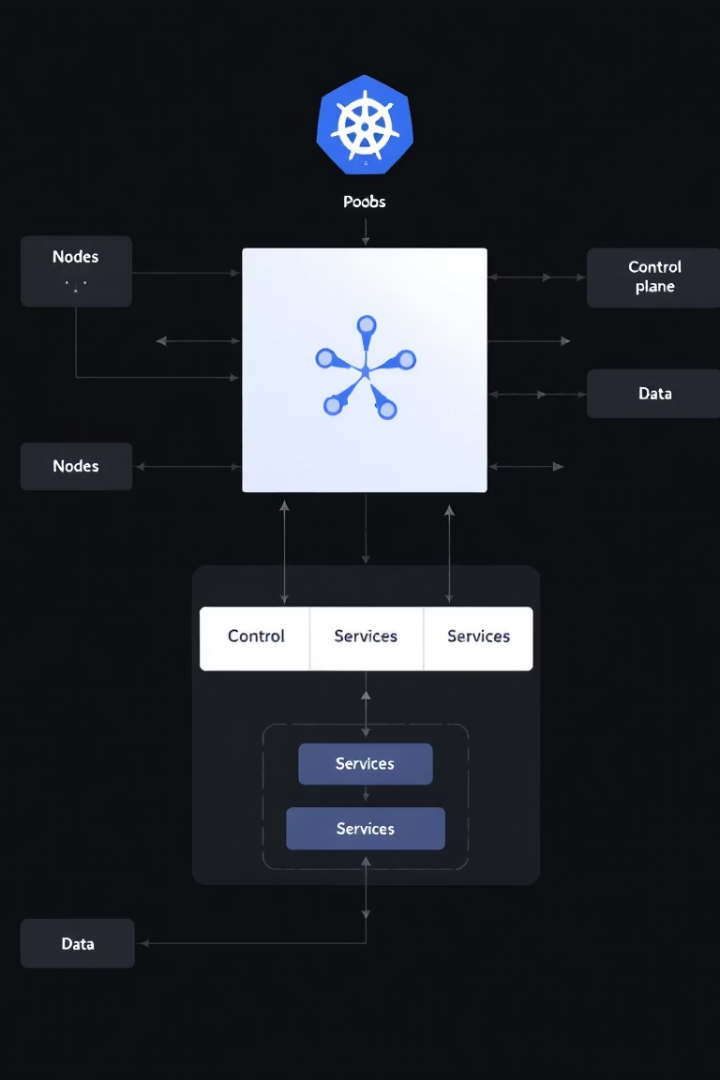 Poobs
Nodes
Control
plane
Data
Nodes
Control Services Services
Services
Services
Data